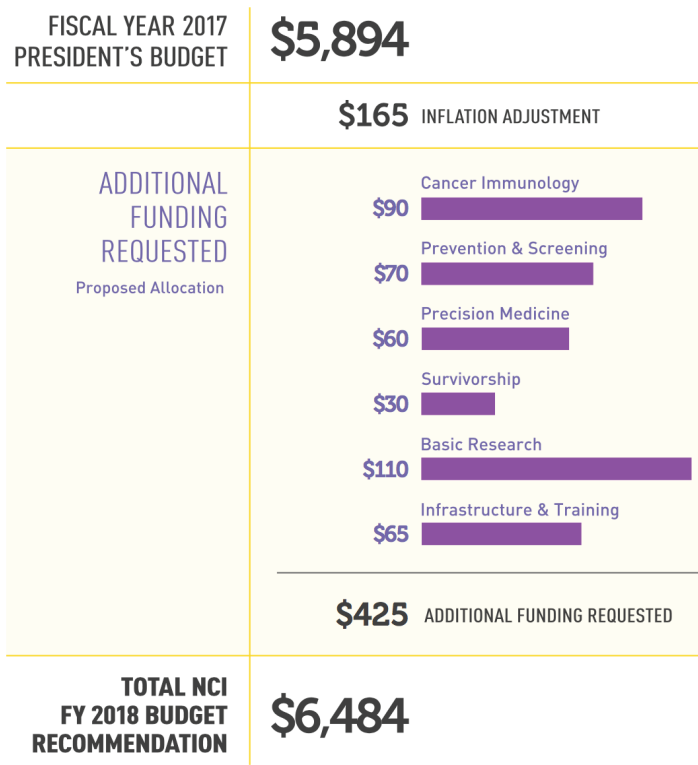 FISCAL YEAR 2017
PRESIDENT'S BUDGET
$5,894
$165 INFLATION ADJUSTMENT
ADDITIONAL
FUNDING
REQUESTED
Proposed Allocation
Cancer Immunology
$90
Prevention & Screening
$70
Precision Medicine
$60
Survivorship
$30
Basic Research
$110
Infrastructure & Training
$65
$425 ADDITIONAL FUNDING REQUESTED
TOTAL NCI
FY 2018 BUDGET
RECOMMENDATION
$6,484